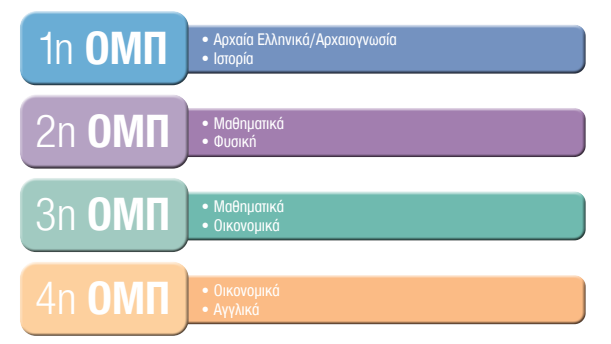 1η ΟΜΠ
• Αρχαία Ελληνικά/Αρχαιογνωσία
• Ιστορία
2η ΟΜΠ
• Μαθηματικά
• Φυσική
3η ΟΜΠ
• Μαθηματικά
• Οικονομικά
4η ΟΜΠ
• Οικονομικά
• Αγγλικά